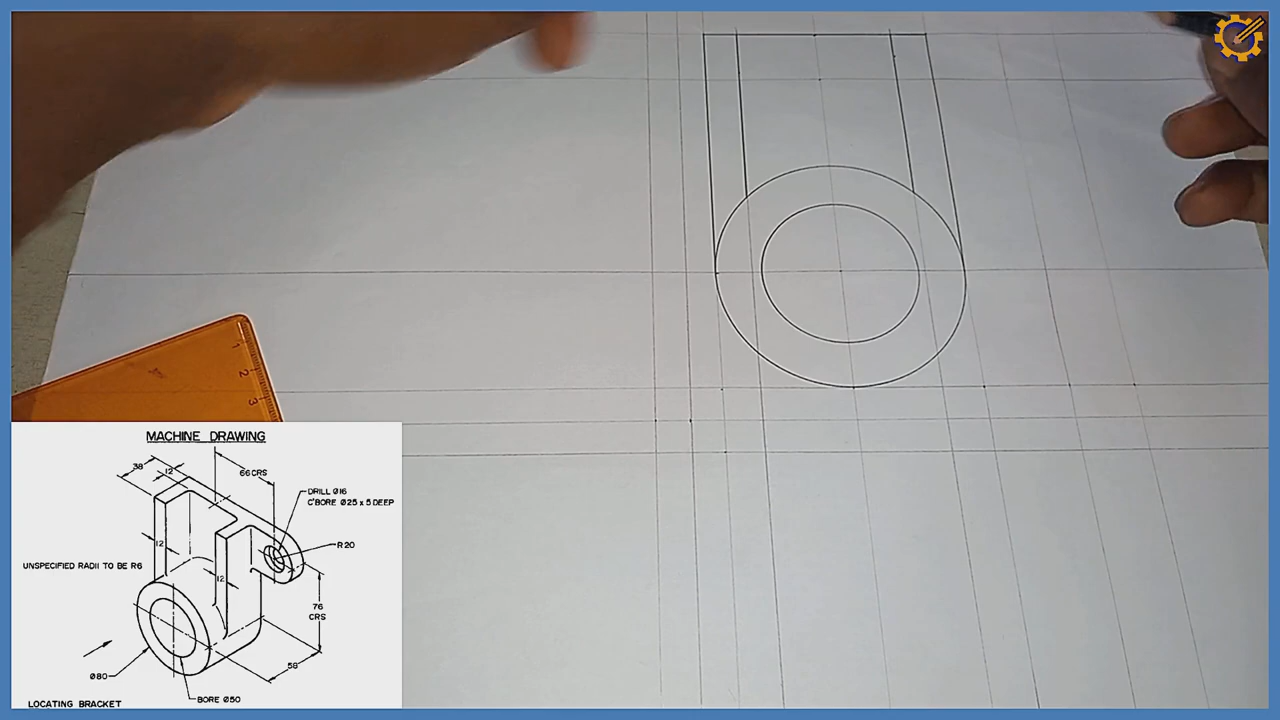 1
2
3
MACHINE DRAWING
38
12
66 CRS
DRILL Ø16
C'BORE Ø25 x 5 DEEP
12
R20
UNSPECIFIED RADII TO BE R6
12
76
CRS
58
Ø80
BORE Ø50
LOCATING BRACKET